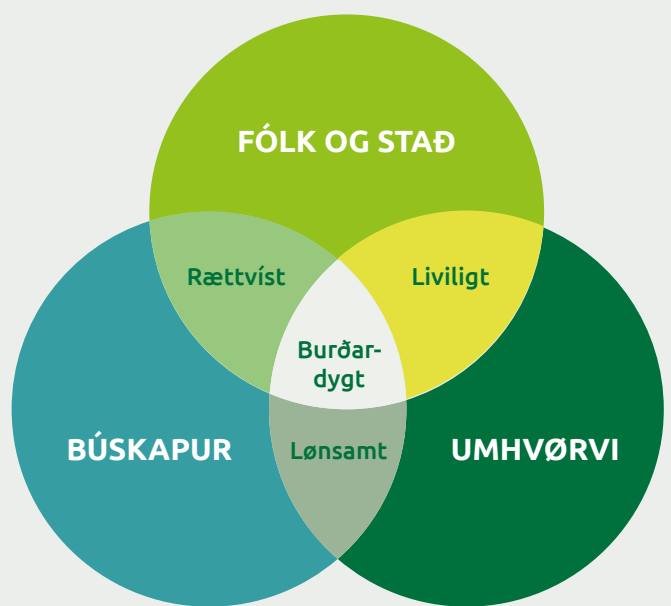 FÓLK OG STAÐ
Rættvíst
Liviligt
Burðar-
dygt
BÚSKAPUR
Lønsamt
UMHVØRVI